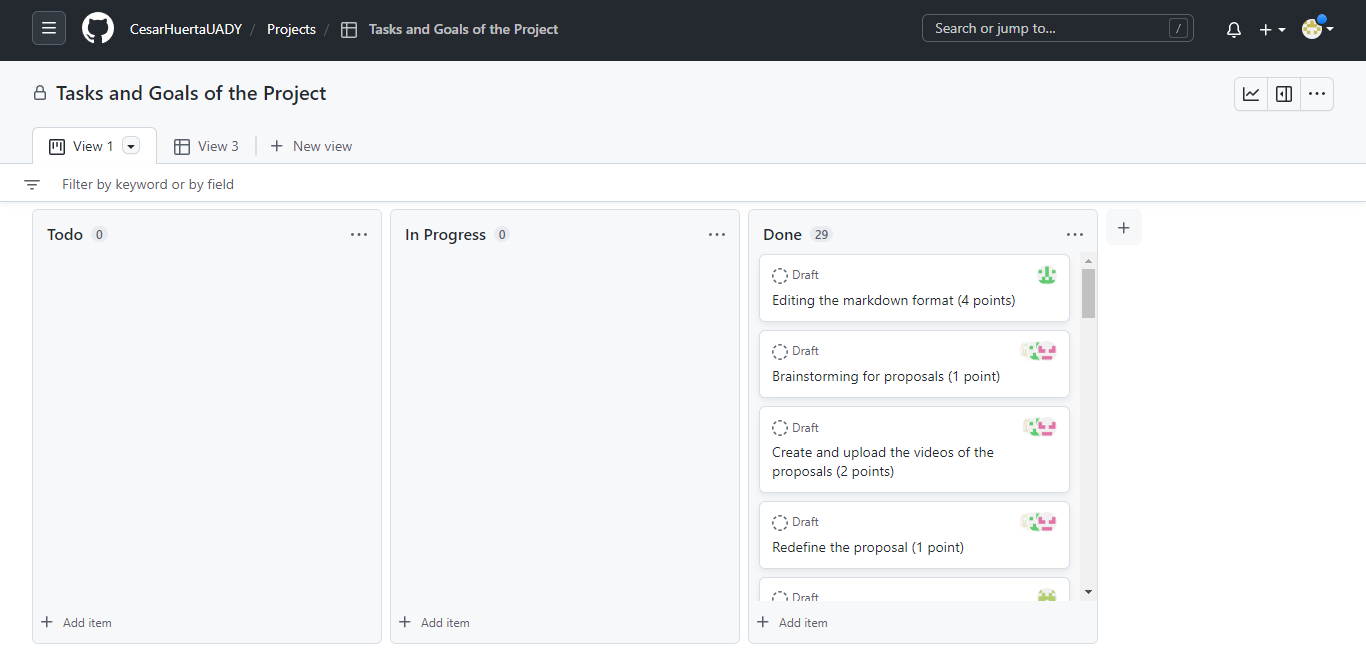 CesarHuertaUADY / Projects / Tasks and Goals of the Project
Search or jump to... /
Tasks and Goals of the Project
View 1 View 3 New view
Filter by keyword or by field
Todo 0
Add item
In Progress 0
Add item
Done 29
Draft
Editing the markdown format (4 points)
Draft
Brainstorming for proposals (1 point)
Draft
Create and upload the videos of the
proposals (2 points)
Draft
Redefine the proposal (1 point)
Draft
Add item